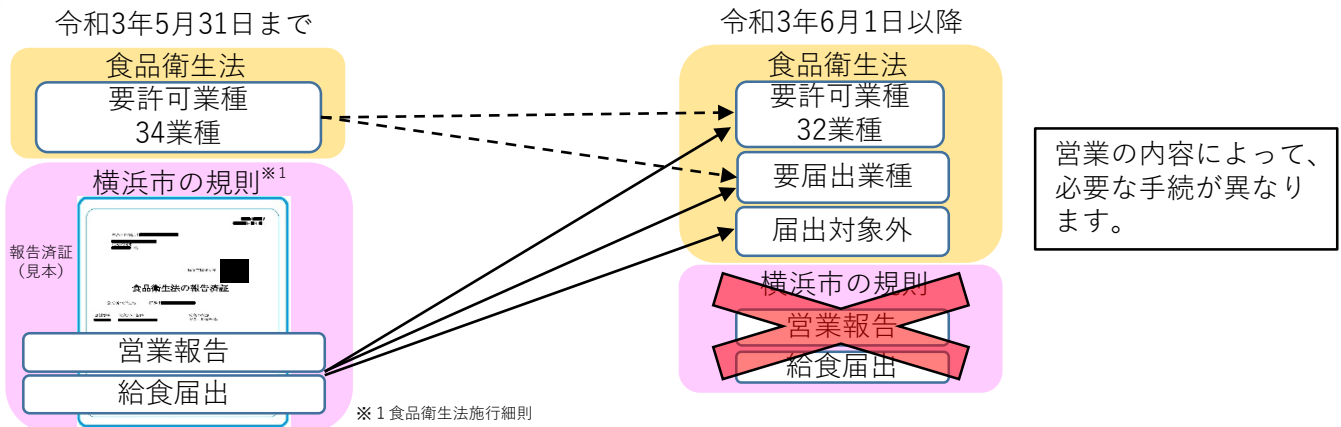 令和3年5月31日まで
食品衛生法
要許可業種
34業種
横浜市の規則※1
報告済証
(見本)
食品衛生法の報告済証
営業報告
給食届出
※1食品衛生法施行細則
令和3年6月1日以降
食品衛生法
要許可業種
32業種
要届出業種
届出対象外
横浜市の規則
営業報告
給食届出
営業の内容によって、
必要な手続が異なり
ます。